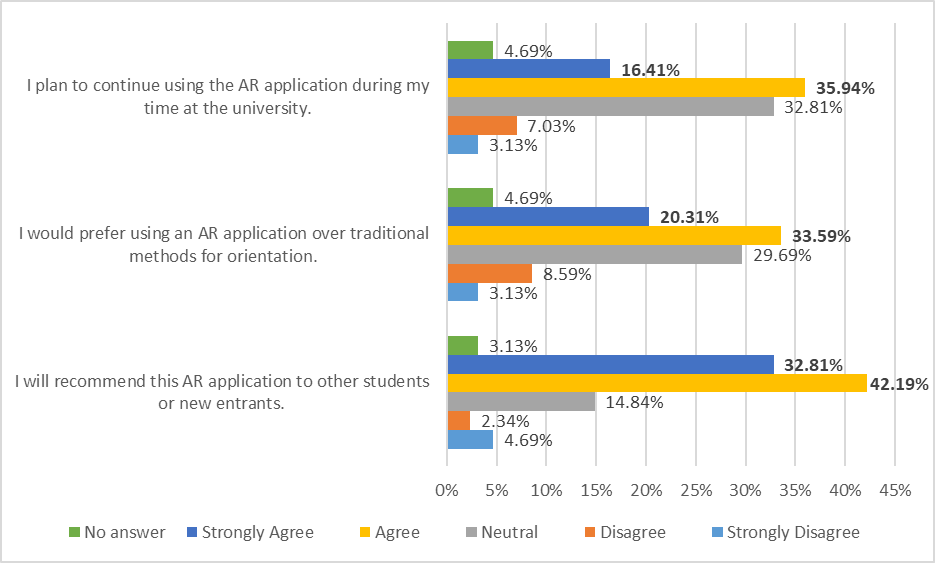 4.69%
16.41%
I plan to continue using the AR application during my
35.94%
time at the university.
32.81%
7.03%
3.13%
4.69%
20.31%
I would prefer using an AR application over traditional
33.59%
methods for orientation.
29.69%
8.59%
3.13%
3.13%
32.81%
I will recommend this AR application to other students
42.19%
or new entrants.
14.84%
2.34%
4.69%
0% 5% 10% 15% 20% 25% 30% 35% 40% 45%
No answer Strongly Agree Agree Neutral Disagree Strongly Disagree